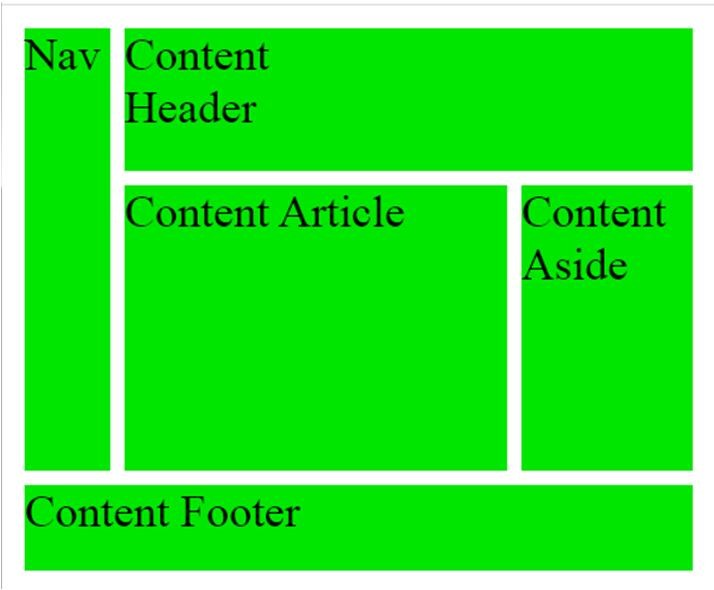 Nav
Content
Header
Content Article
Content
Aside
Content Footer